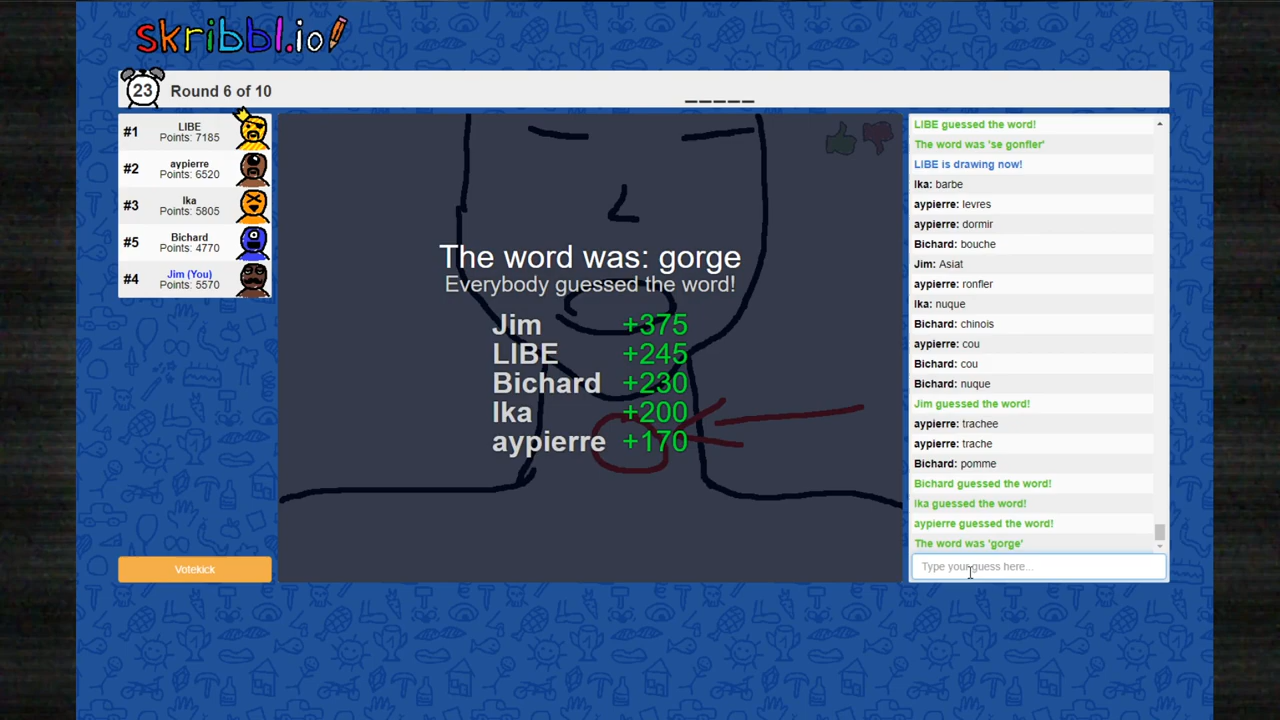 skribbl.io
23
Round 6 of 10
_____
#1
LIBE
Points: 7185
#2
aypierre
Points: 6520
#3
Ika
Points: 5805
#5
Bichard
Points: 4770
#4
Jim (You)
Points: 5570
Votekick
The word was: gorge
Everybody guessed the word!
Jim +375
LIBE +245
Bichard +230
Ika +200
aypierre +170
LIBE guessed the word!
The word was 'se gonfler'
LIBE is drawing now!
Ika: barbe
aypierre: levres
aypierre: dormir
Bichard: bouche
Jim: Asiat
aypierre: ronfler
Ika: nuque
Bichard: chinois
aypierre: cou
Bichard: cou
Bichard: nuque
Jim guessed the word!
aypierre: trachee
aypierre: trache
Bichard: pomme
Bichard guessed the word!
Ika guessed the word!
aypierre guessed the word!
The word was 'gorge'
Type your guess here...